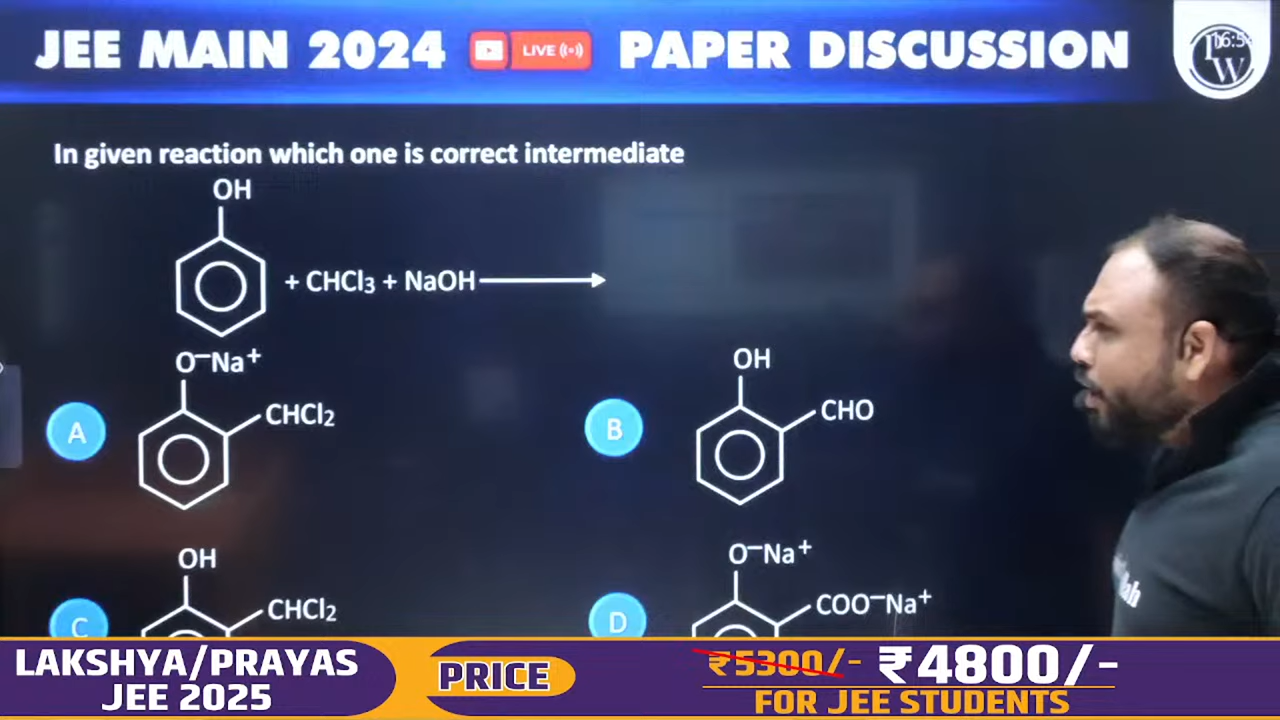 JEE MAIN 2024 LIVE PAPER DISCUSSION
In given reaction which one is correct intermediate
OH
+ CHCl₃ + NaOH
O⁻Na⁺
CHCl₂
A
OH
CHO
B
OH
CHCl₂
C
O⁻Na⁺
COO⁻Na⁺
D
LAKSHYA/PRAYAS
JEE 2025
PRICE
₹5300/- ₹4800/-
FOR JEE STUDENTS